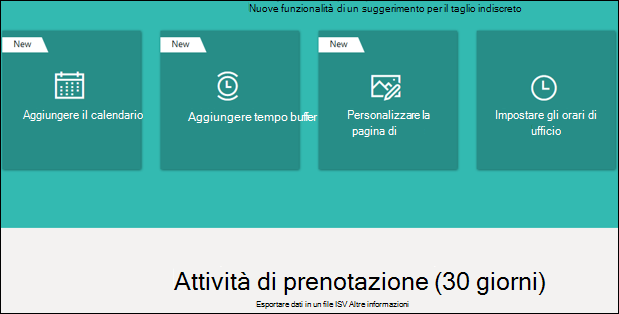 Nuove funzionalità di un suggerimento per il taglio indiscreto
New
New
New
Aggiungere il calendario
Aggiungere tempo buffer
Personalizzare la
pagina di
Impostare gli orari di
ufficio
Attività di prenotazione (30 giorni)
Esportare dati in un file ISV Altre informazioni